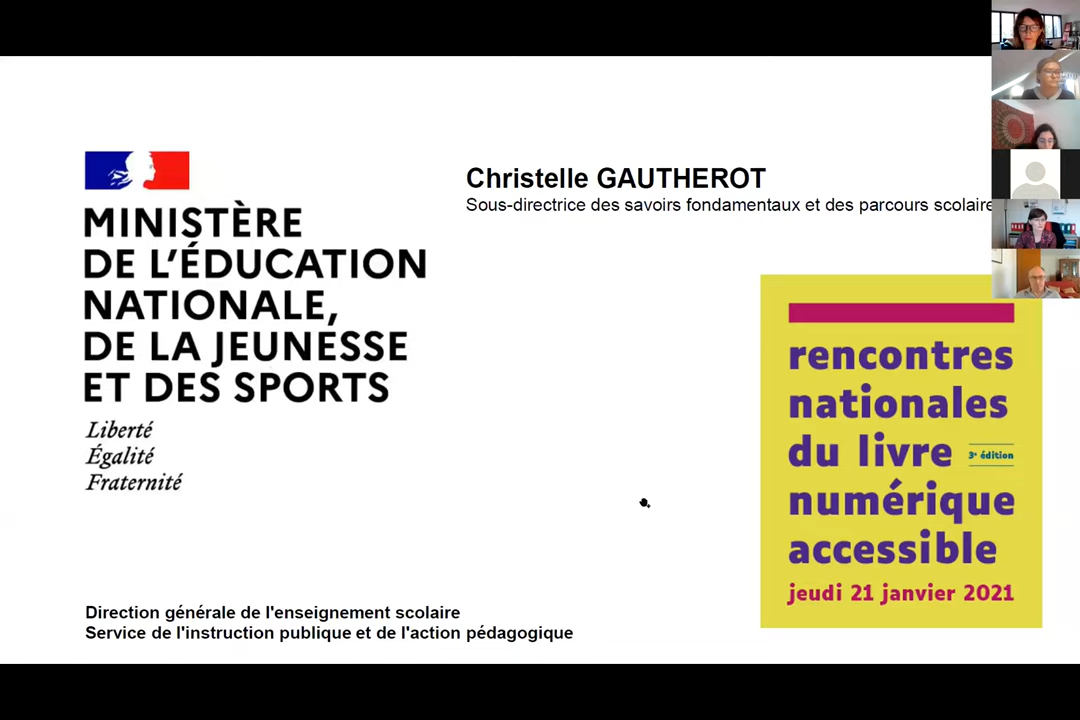 MINISTÈRE
DE L'ÉDUCATION
NATIONALE,
DE LA JEUNESSE
ET DES SPORTS
Liberté
Égalité
Fraternité
Christelle GAUTHEROT
Sous-directrice des savoirs fondamentaux et des parcours scolaire
rencontres
nationales
du livre 3e édition
numérique
accessible
jeudi 21 janvier 2021
Direction générale de l'enseignement scolaire
Service de l'instruction publique et de l'action pédagogique